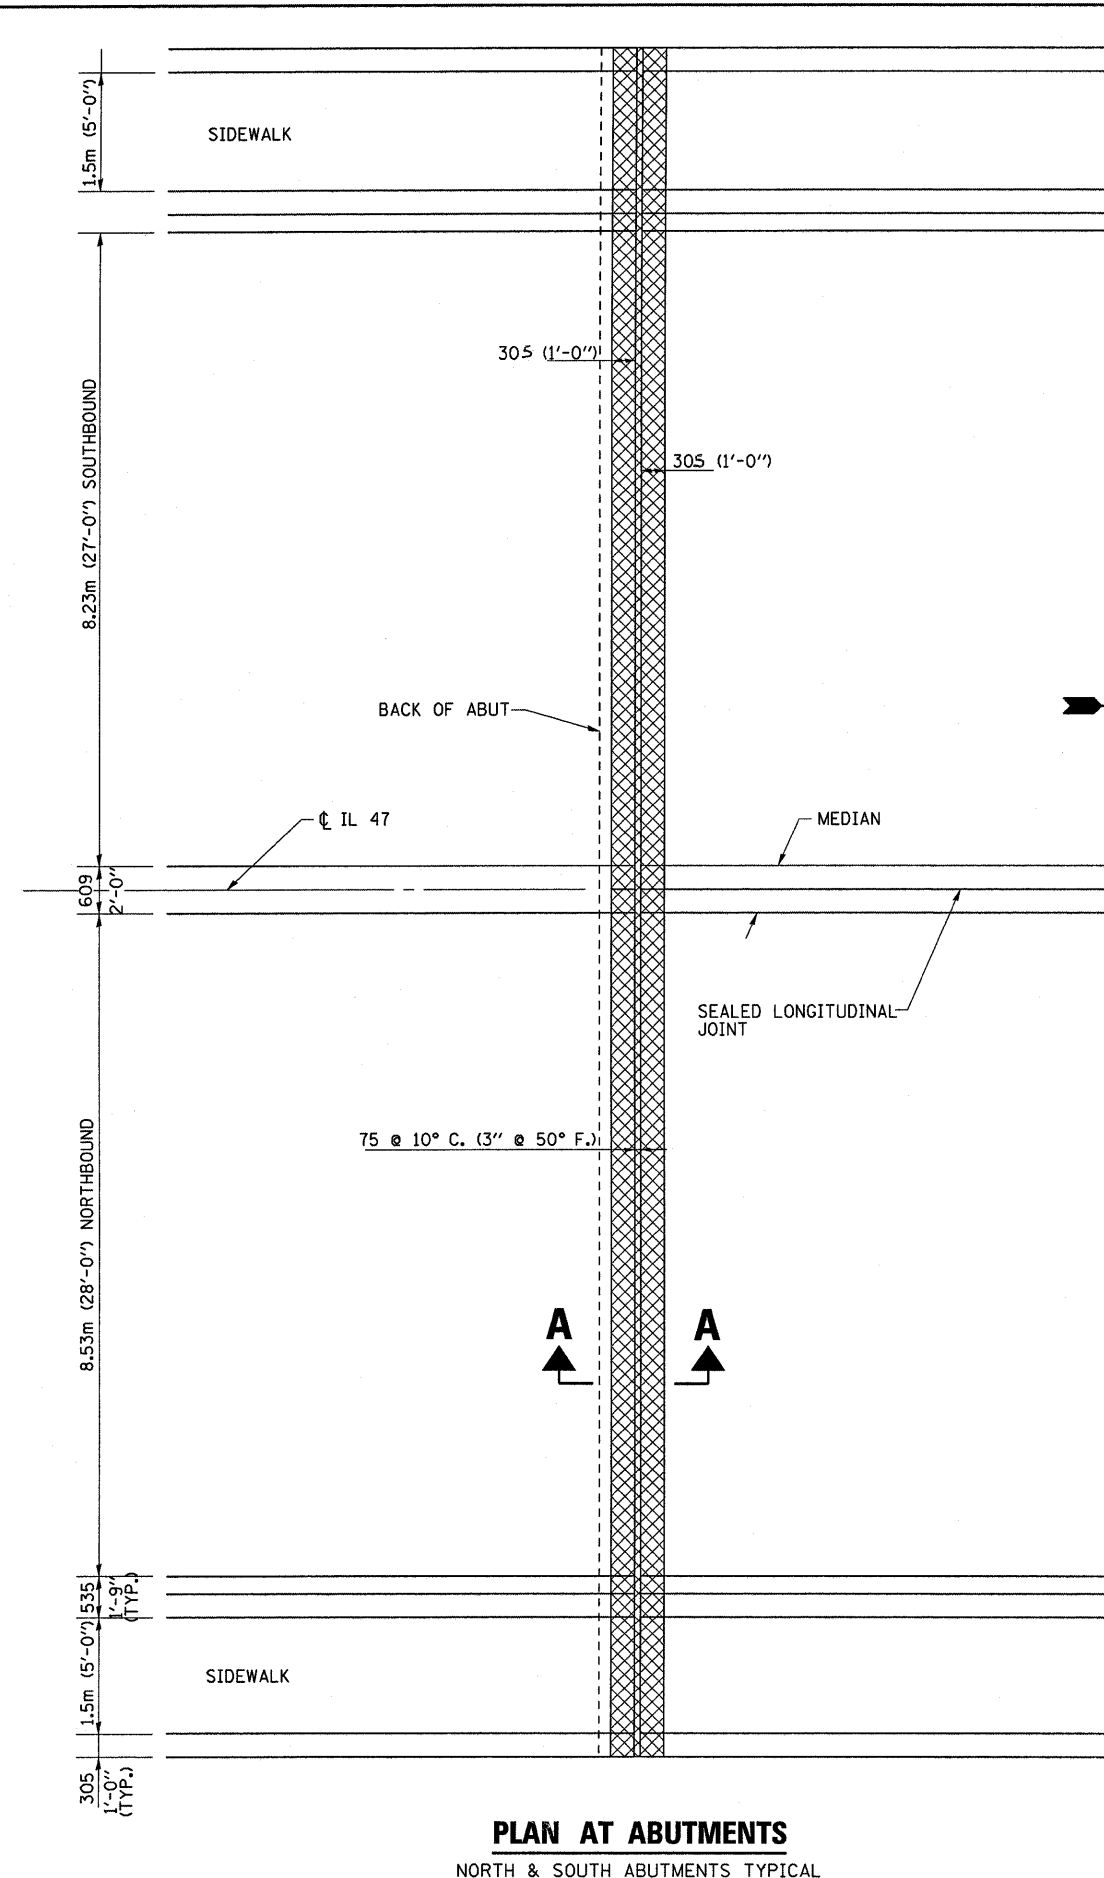 1.5m (5'-0")
SIDEWALK
305 (1'-0")
305 (1'-0")
8.23m (27'-0") SOUTHBOUND
BACK OF ABUT
℄ IL 47
MEDIAN
609
2'-0"
SEALED LONGITUDINAL
JOINT
75 @ 10° C. (3" @ 50° F.)
8.53m (28'-0") NORTHBOUND
A A
535
1'-9"
(TYP.)
1.5m (5'-0")
SIDEWALK
305
1'-0"
(TYP.)
PLAN AT ABUTMENTS
NORTH & SOUTH ABUTMENTS TYPICAL